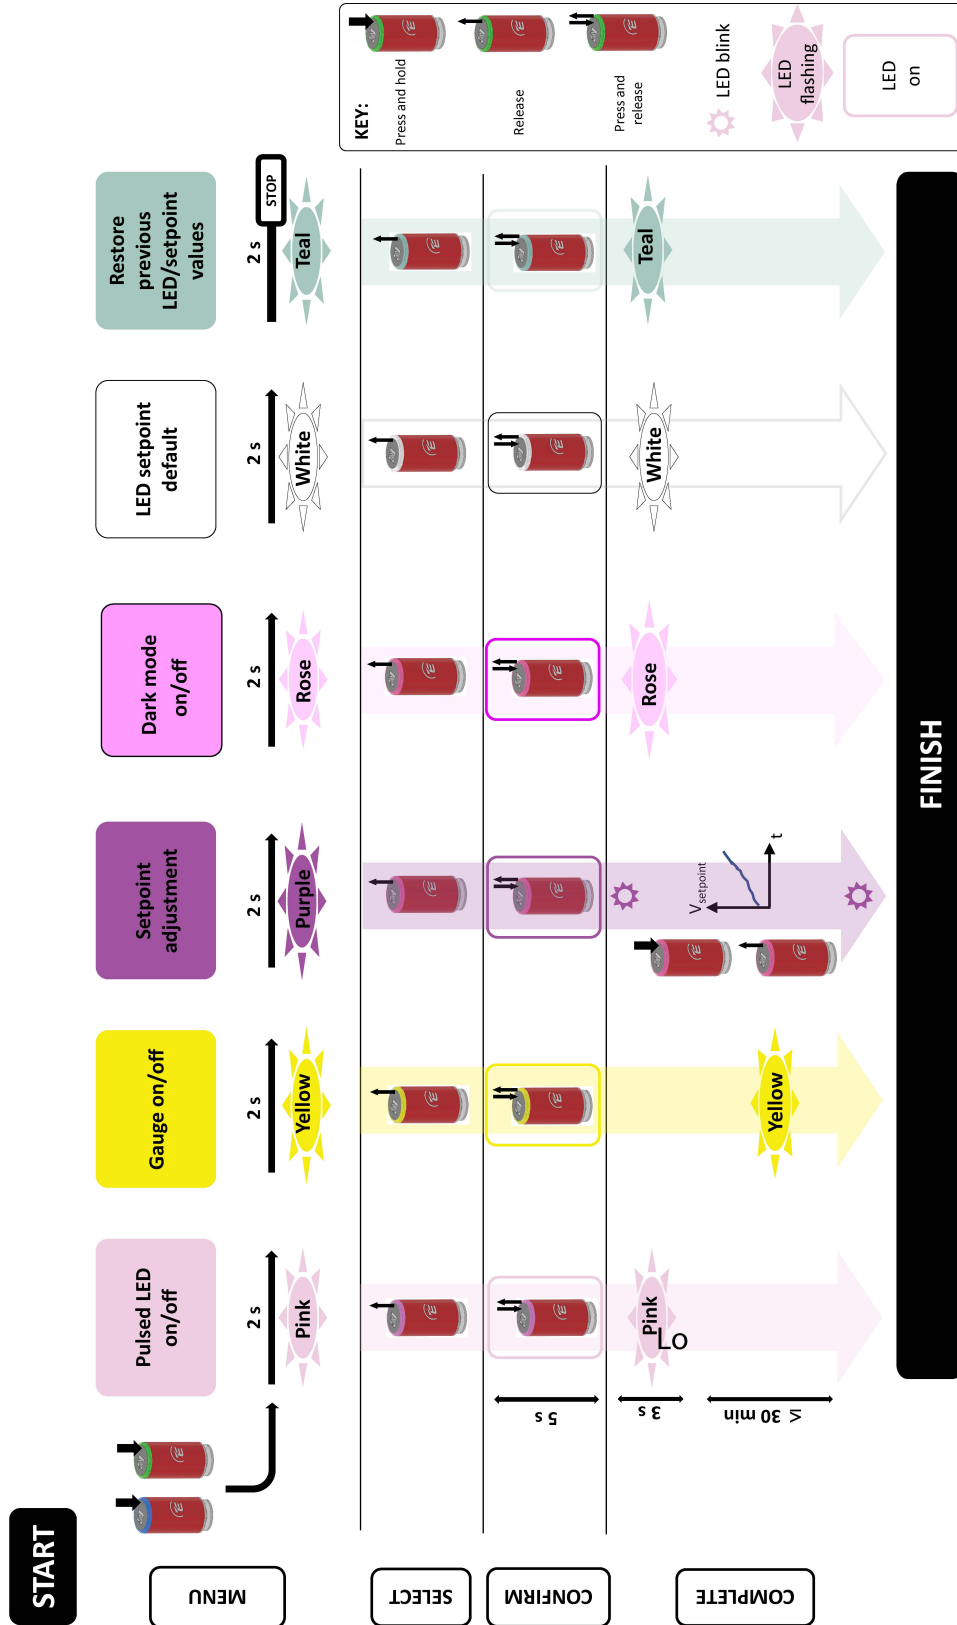 START
MENU
SELECT
CONFIRM
COMPLETE
Pulsed LED
on/off
Gauge on/off
Setpoint
adjustment
Dark mode
on/off
LED setpoint
default
Restore
previous
LED/setpoint
values
2 s
2 s
2 s
2 s
2 s
2 s
STOP
Pink
Yellow
Purple
Rose
White
Teal
5 s
3 s
≤ 30 min
Pink
Lo
Yellow
V setpoint
t
Rose
White
Teal
FINISH
KEY:
Press and hold
Release
Press and
release
LED blink
LED
flashing
LED
on